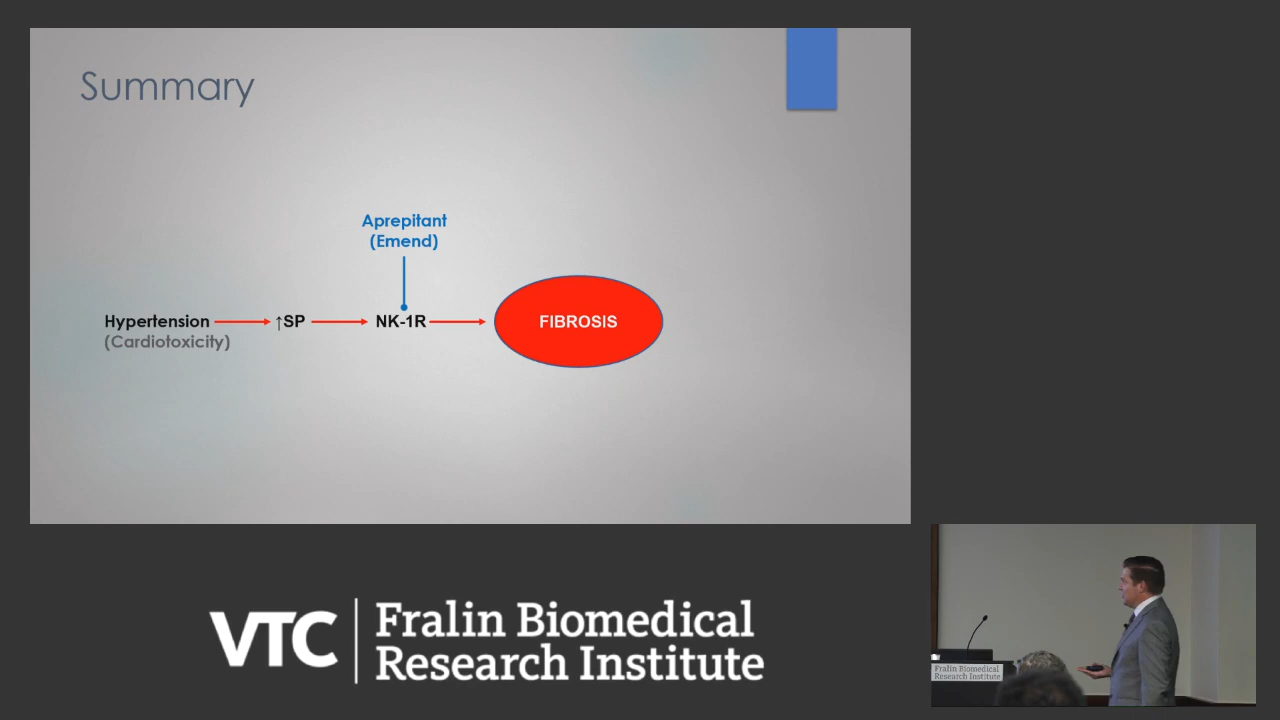 Summary
Aprepitant
(Emend)
Hypertension
↑SP
NK-1R
FIBROSIS
(Cardiotoxicity)
VTC
Fralin Biomedical
Research Institute
Fralin Biomedical
Research Institute